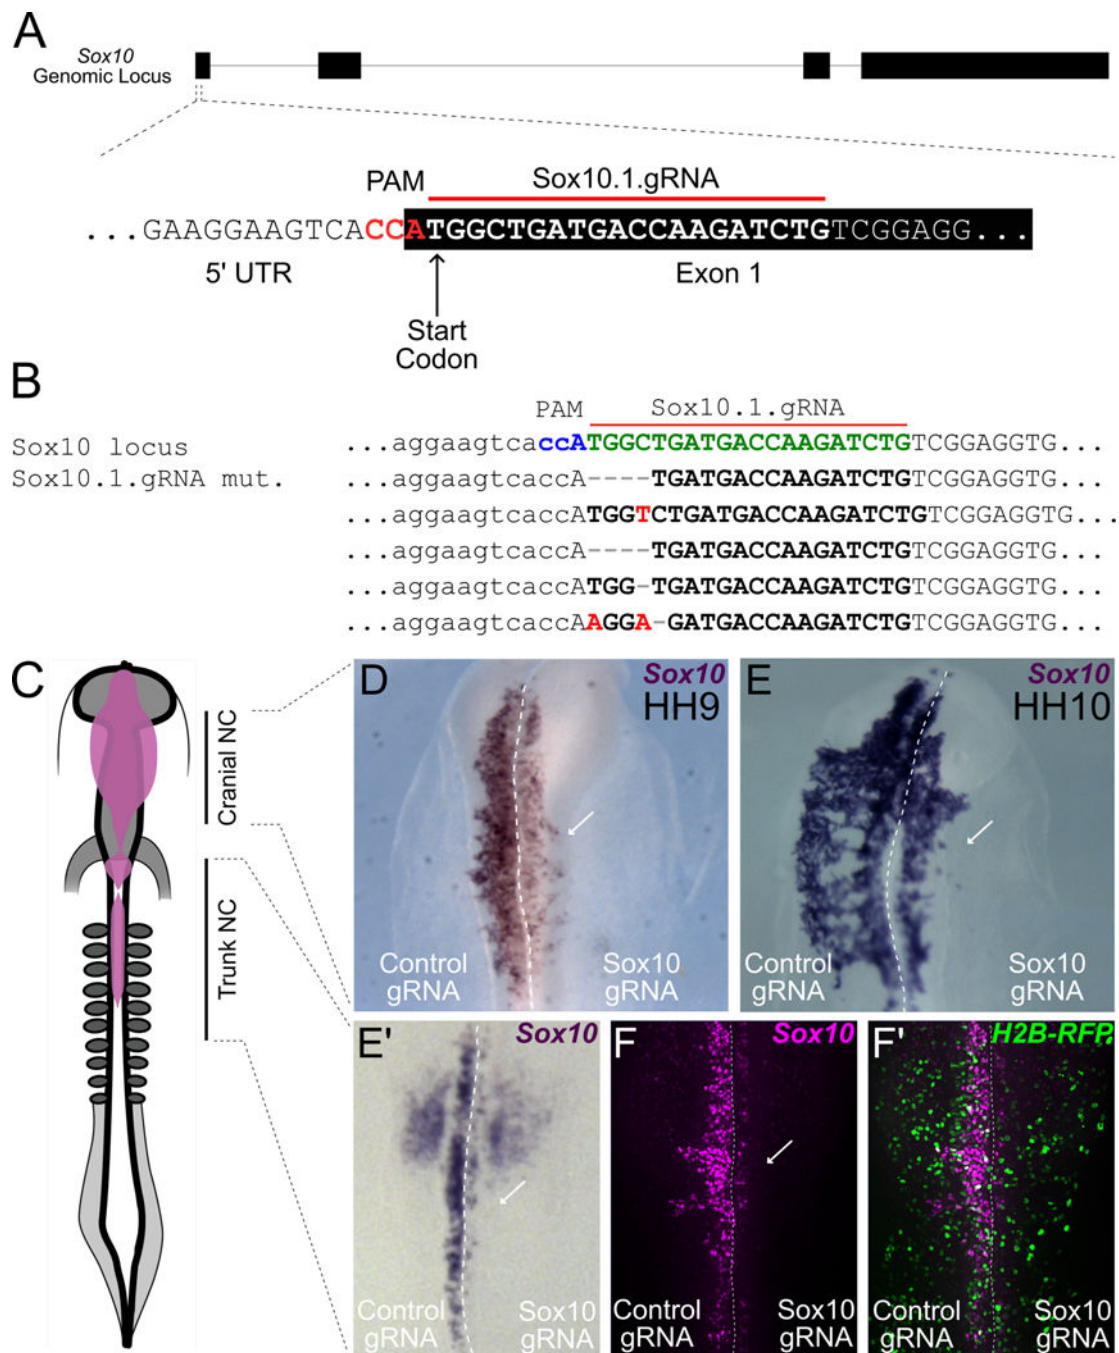 A
Sox10
Genomic Locus
PAM
Sox10.1.gRNA
...GAAGGAAGTCACCATGGCTGATGACCAAGATCTGTCGGAGG...
5' UTR
Exon 1
Start
Codon
B
PAM
Sox10.1.gRNA
Sox10 locus
...aggaagtcaccATGGCTGATGACCAAGATCTGTCGGAGGTG...
Sox10.1.gRNA mut.
...aggaagtcaccA----TGATGACCAAGATCTGTCGGAGGTG...
...aggaagtcaccATGGTCTGATGACCAAGATCTGTCGGAGGTG...
...aggaagtcaccA----TGATGACCAAGATCTGTCGGAGGTG...
...aggaagtcaccATGG-TGATGACCAAGATCTGTCGGAGGTG...
...aggaagtcaccAAGGA-GATGACCAAGATCTGTCGGAGGTG...
C
Cranial NC
Trunk NC
D
Sox10
HH9
Control
gRNA
Sox10
gRNA
E
Sox10
HH10
Control
gRNA
Sox10
gRNA
E'
Sox10
Control
gRNA
Sox10
gRNA
F
Sox10
Control
gRNA
Sox10
gRNA
F'
H2B-RFP
Control
gRNA
Sox10
gRNA